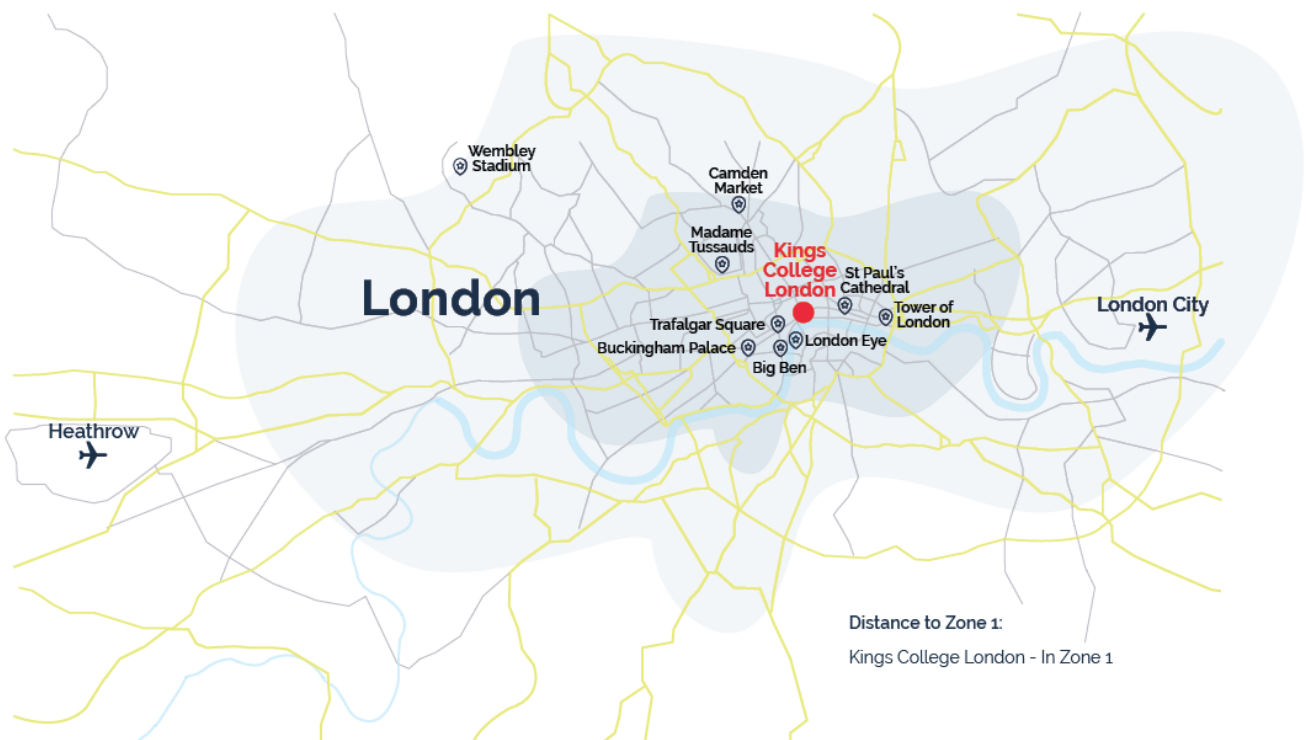 Wembley
Stadium
Camden
Market
Madame
Tussauds
Kings
College
London
St Paul's
Cathedral
London
London City
Tower of
London
Trafalgar Square
London Eye
Buckingham Palace
Big Ben
Heathrow
Distance to Zone 1:
Kings College London - In Zone 1